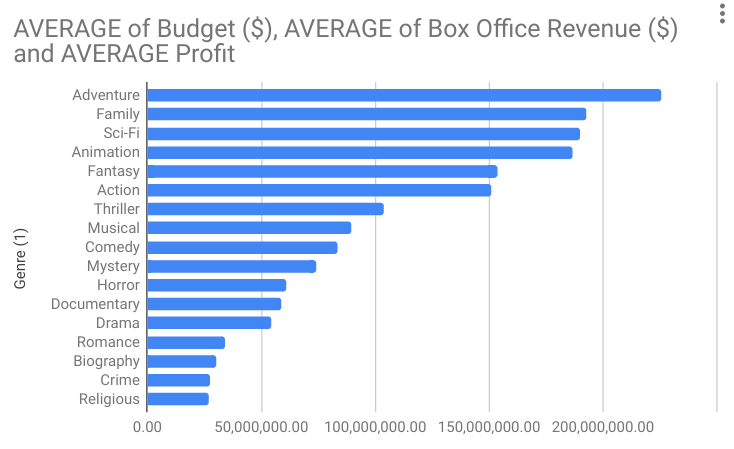 AVERAGE of Budget ($), AVERAGE of Box Office Revenue ($)
and AVERAGE Profit
Genre (1)
Adventure
Family
Sci-Fi
Animation
Fantasy
Action
Thriller
Musical
Comedy
Mystery
Horror
Documentary
Drama
Romance
Biography
Crime
Religious
0.00 50,000,000.00 100,000,000.00 150,000,000.00 200,000,000.00